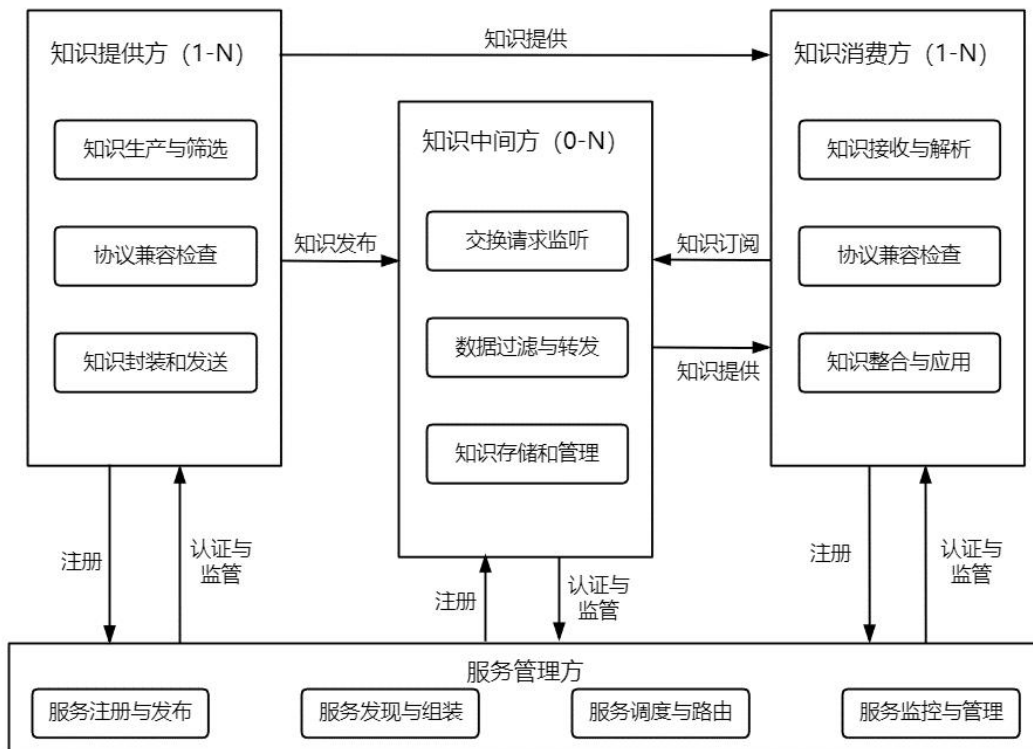 知识提供方（1-N）
知识生产与筛选
协议兼容检查
知识封装和发送
知识提供
知识发布
知识中间方（0-N）
交换请求监听
数据过滤与转发
知识存储和管理
知识订阅
知识提供
知识消费方（1-N）
知识接收与解析
协议兼容检查
知识整合与应用
注册
认证与
监管
注册
认证与
监管
注册
认证与
监管
服务管理方
服务注册与发布
服务发现与组装
服务调度与路由
服务监控与管理